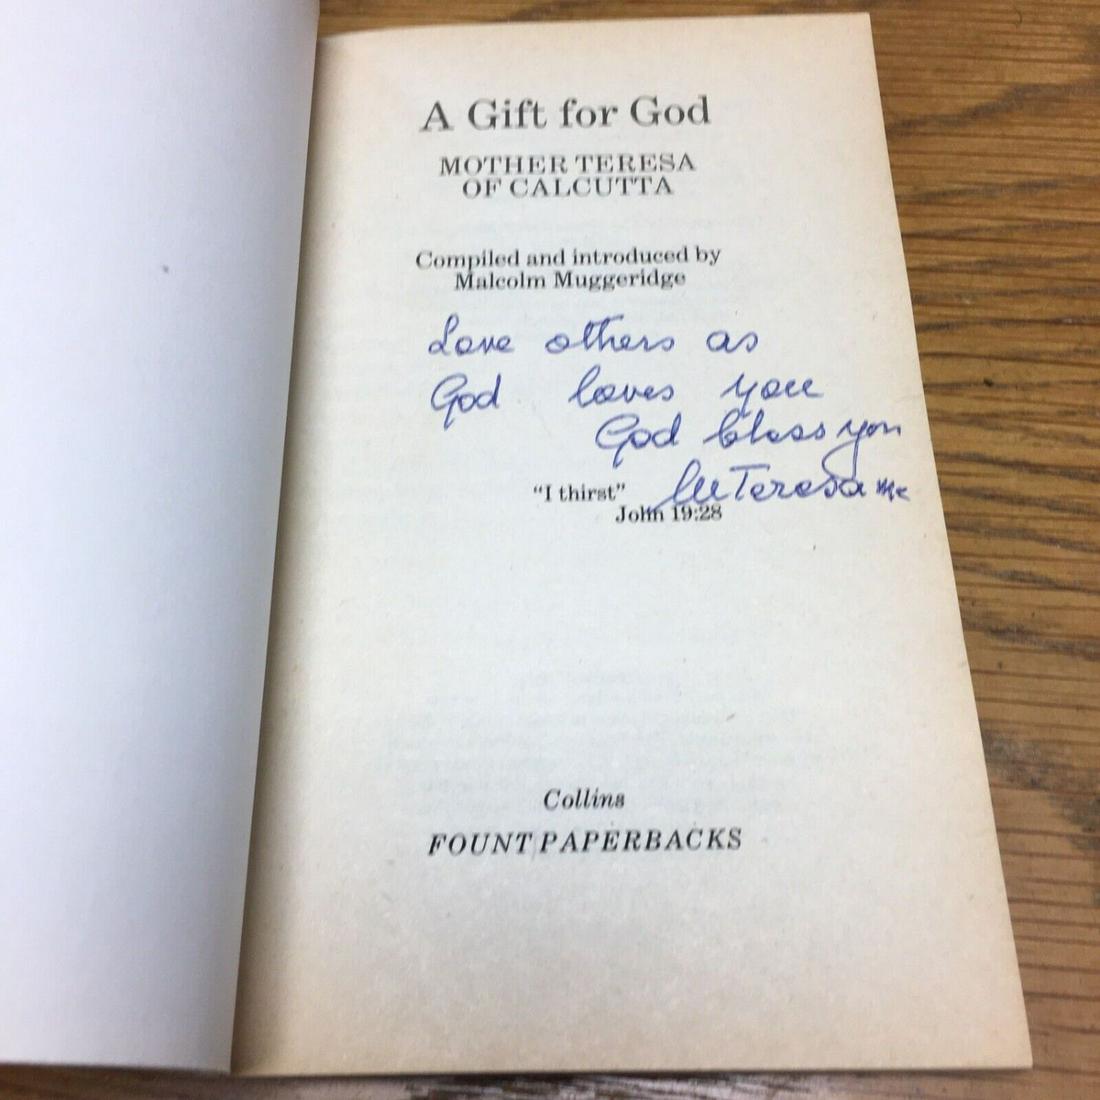 A Gift for God
MOTHER TERESA
OF CALCUTTA
Compiled and introduced by
Malcolm Muggeridge
Love others as
God loves you
God bless you
"I thirst"
John 19:28
M Teresa mc
Collins
FOUNT PAPERBACKS